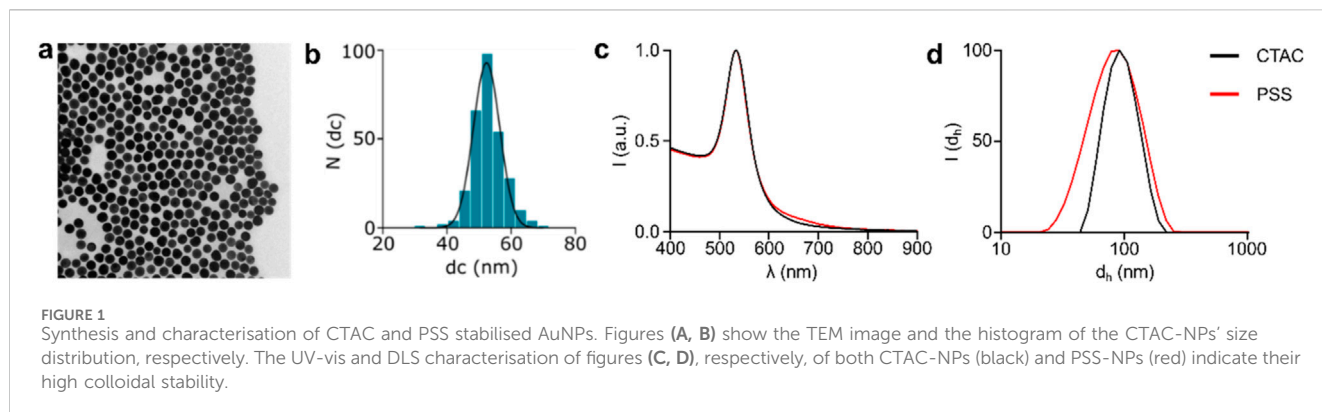 a
b
100
50
0
N (dc)
20 40 60 80
dc (nm)
c
1.0
0.5
0.0
I (a.u.)
400 500 600 700 800 900
λ (nm)
d
100
50
0
I (dₕ)
10 100 1000
dₕ (nm)
CTAC
PSS
FIGURE 1
Synthesis and characterisation of CTAC and PSS stabilised AuNPs. Figures (A, B) show the TEM image and the histogram of the CTAC-NPs' size
distribution, respectively. The UV-vis and DLS characterisation of figures (C, D), respectively, of both CTAC-NPs (black) and PSS-NPs (red) indicate their
high colloidal stability.